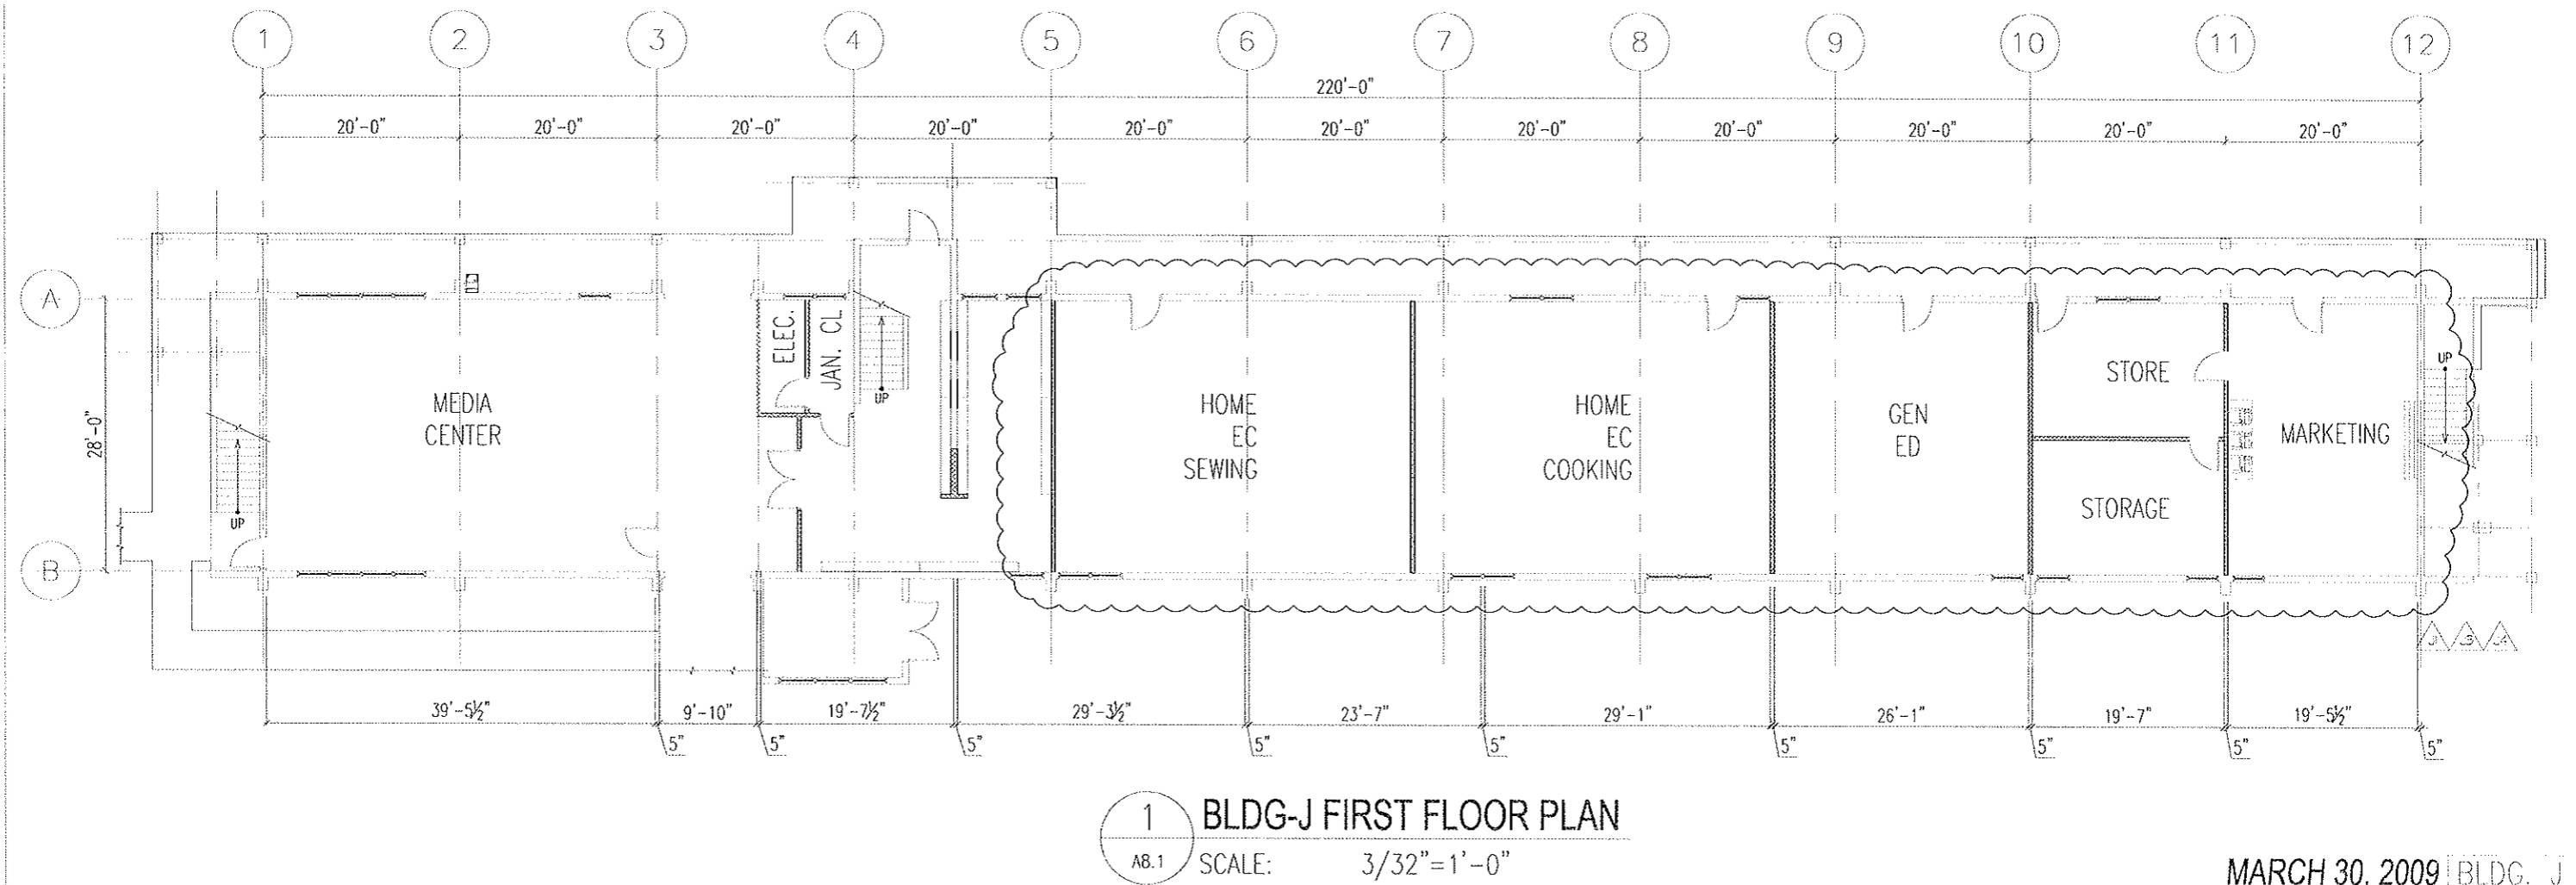 1 2 3 4 5 6 7 8 9 10 11 12
220'-0"
20'-0" 20'-0" 20'-0" 20'-0" 20'-0" 20'-0" 20'-0" 20'-0" 20'-0" 20'-0" 20'-0"
A
B
28'-0"
UP
MEDIA
CENTER
ELEC.
JAN. CL
UP
HOME
EC
SEWING
HOME
EC
COOKING
GEN
ED
STORE
STORAGE
MARKETING
UP
39'-5½" 9'-10" 19'-7½" 29'-3½" 23'-7" 29'-1" 26'-1" 19'-7" 19'-5½"
5" 5" 5" 5" 5" 5" 5" 5" 5"
1
A8.1
BLDG-J FIRST FLOOR PLAN
SCALE: 3/32"=1'-0"
MARCH 30, 2009 BLDG. J